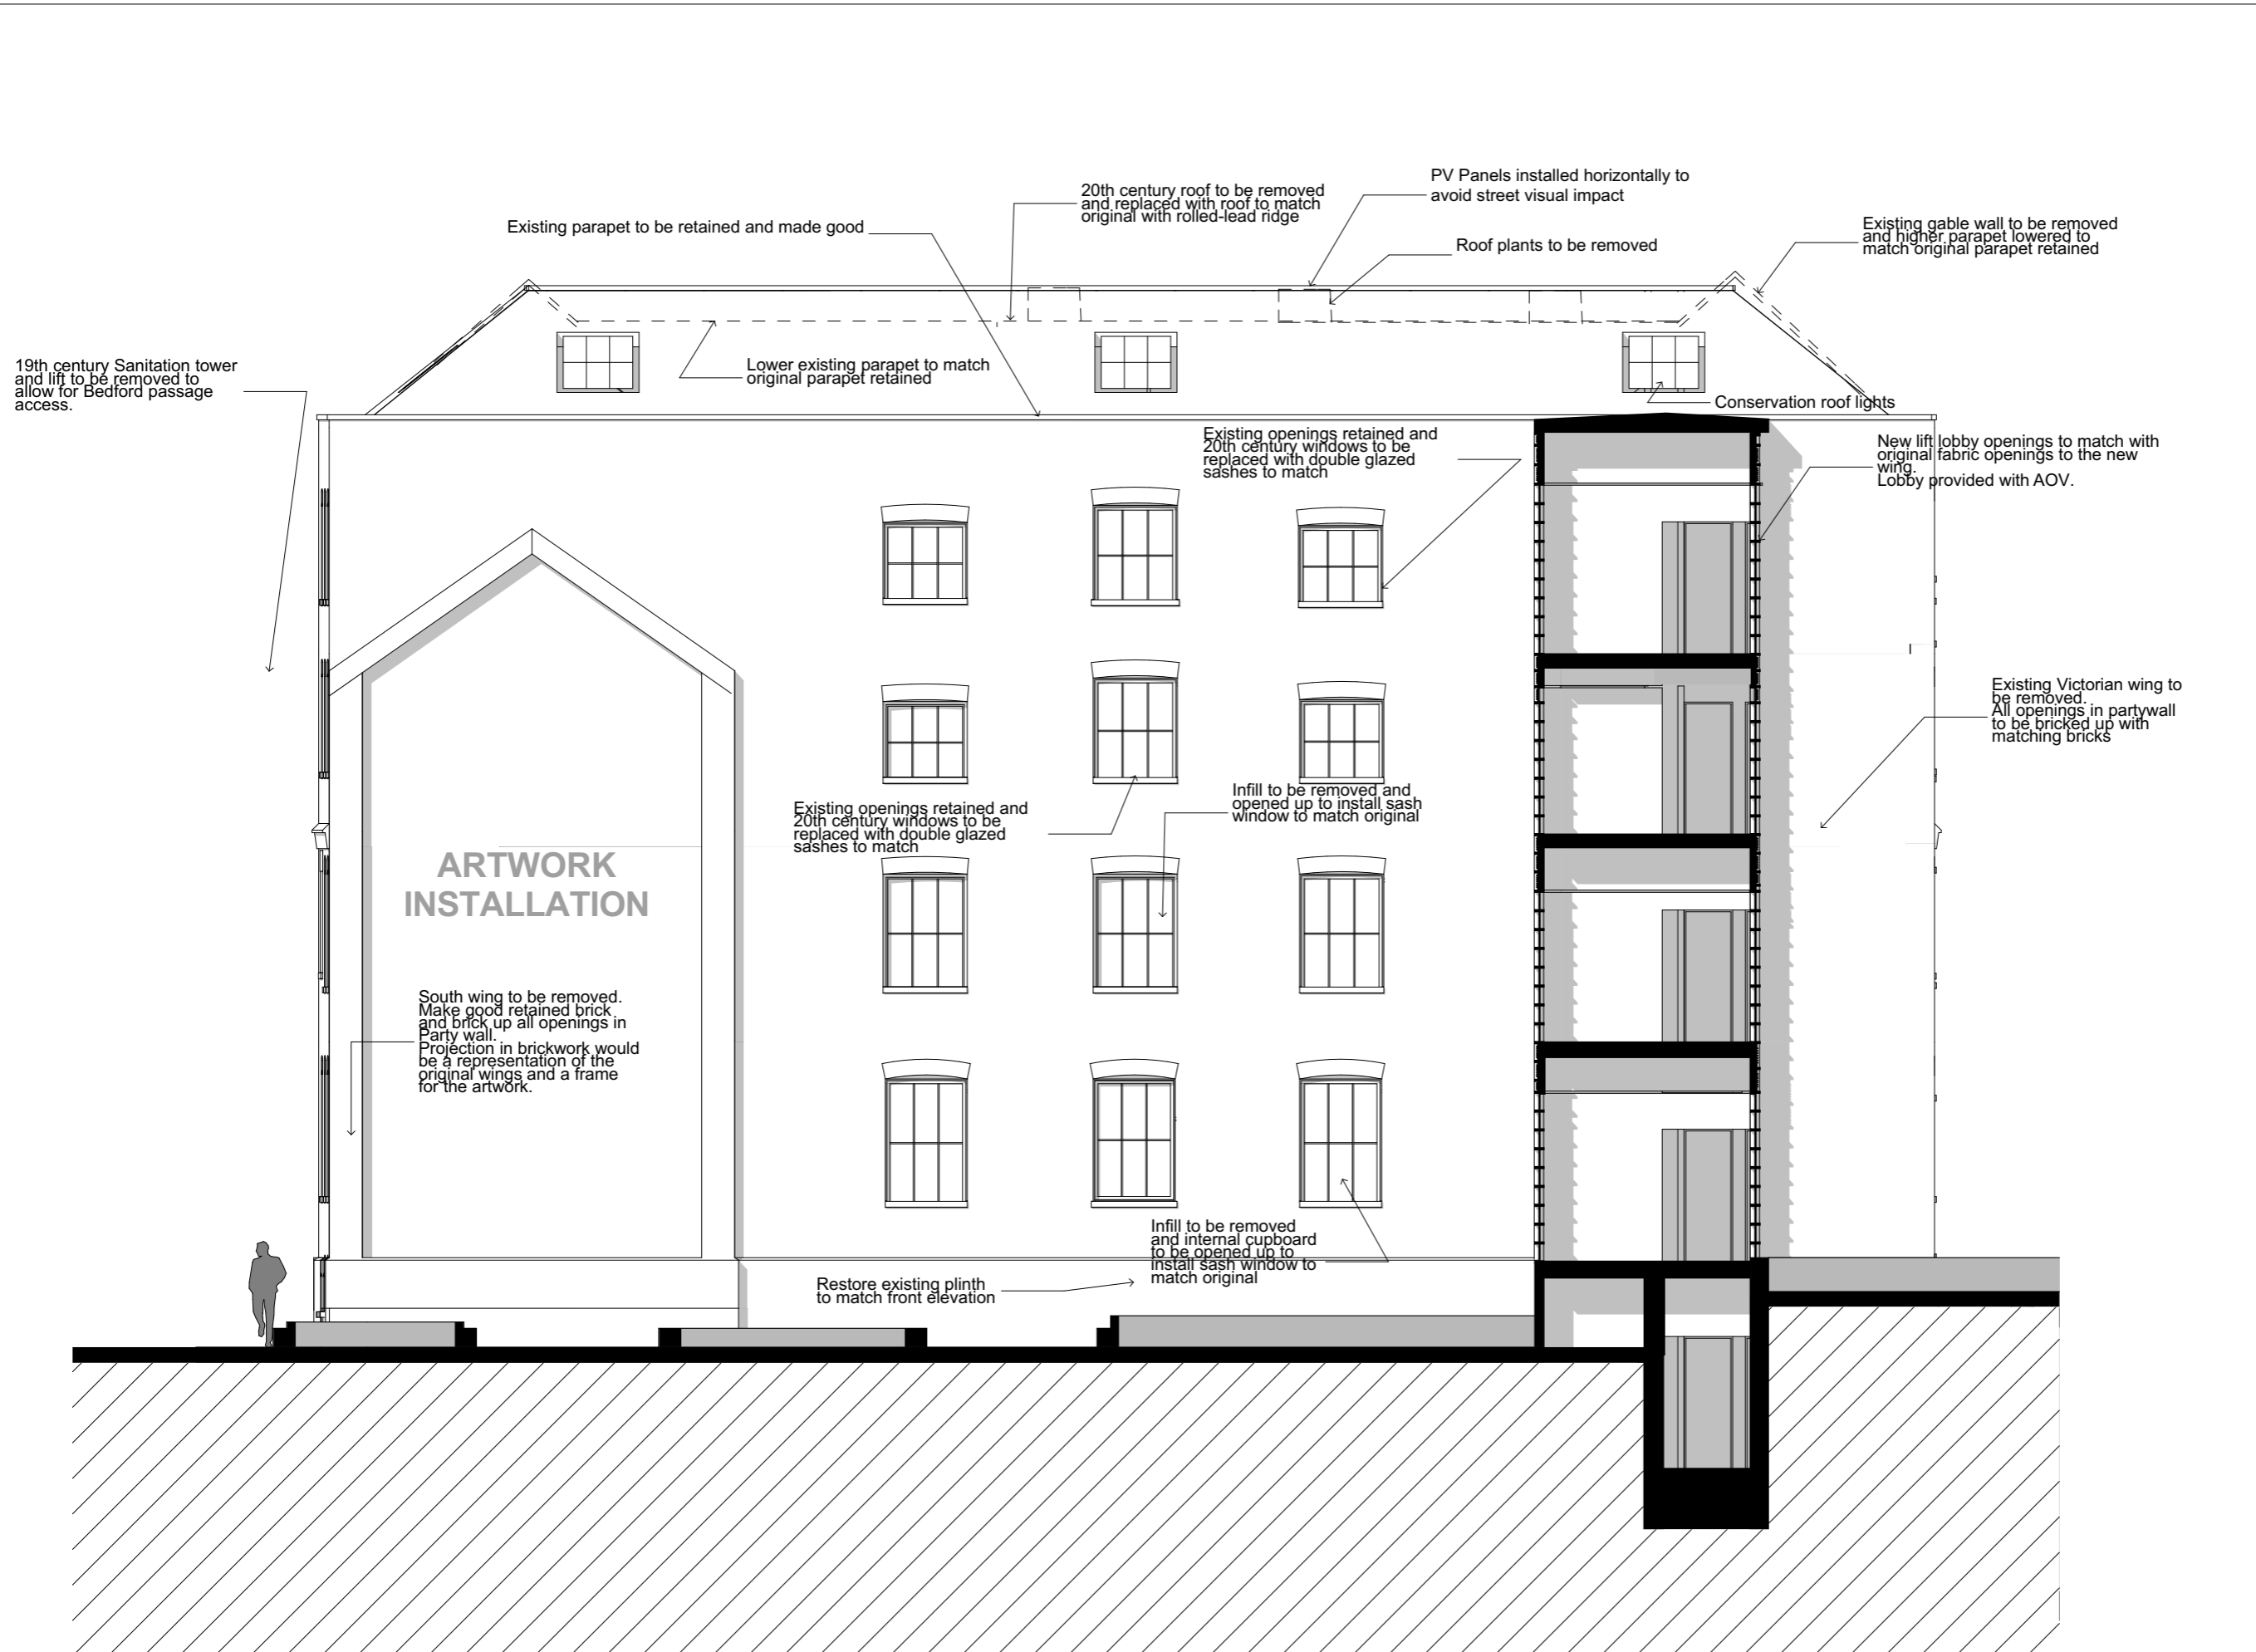 PV Panels installed horizontally to
avoid street visual impact
20th century roof to be removed
and replaced with roof to match
original with rolled-lead ridge
Existing parapet to be retained and made good
Roof plants to be removed
Existing gable wall to be removed
and higher parapet lowered to
match original parapet retained
19th century Sanitation tower
and lift to be removed to
allow for Bedford passage
access.
Lower existing parapet to match
original parapet retained
Conservation roof lights
Existing openings retained and
20th century windows to be
replaced with double glazed
sashes to match
New lift lobby openings to match with
original fabric openings to the new
wing.
Lobby provided with AOV.
Existing Victorian wing to
be removed.
All openings in partywall
to be bricked up with
matching bricks
Existing openings retained and
20th century windows to be
replaced with double glazed
sashes to match
Infill to be removed and
opened up to install sash
window to match original
ARTWORK
INSTALLATION
South wing to be removed.
Make good retained brick
and brick up all openings in
Party wall.
Projection in brickwork would
be a representation of the
original wings and a frame
for the artwork.
Infill to be removed
and internal cupboard
to be opened up to
install sash window to
match original
Restore existing plinth
to match front elevation